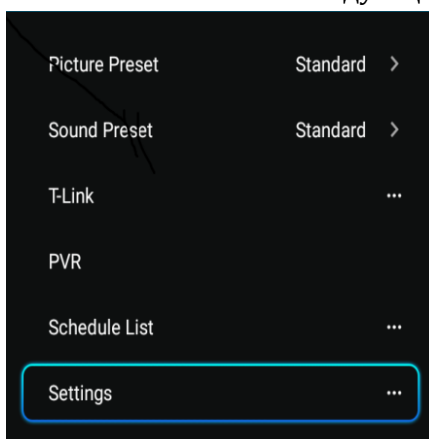 Picture Preset Standard >
Sound Preset Standard >
T-Link ...
PVR
Schedule List ...
Settings ...